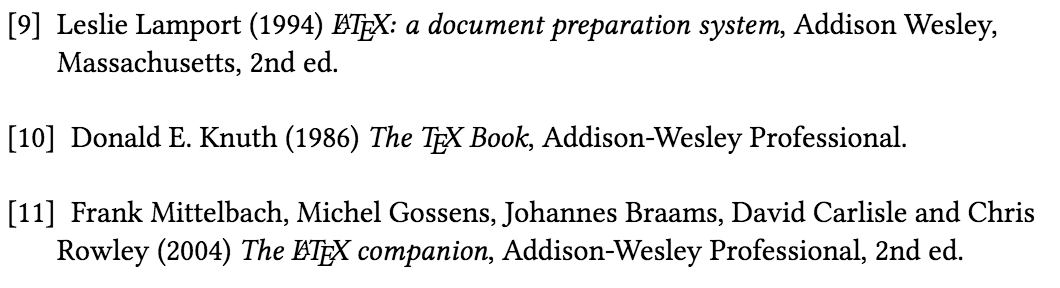 [9] Leslie Lamport (1994) LATEX: a document preparation system, Addison Wesley,
Massachusetts, 2nd ed.
[10] Donald E. Knuth (1986) The TEX Book, Addison-Wesley Professional.
[11] Frank Mittelbach, Michel Gossens, Johannes Braams, David Carlisle and Chris
Rowley (2004) The LATEX companion, Addison-Wesley Professional, 2nd ed.